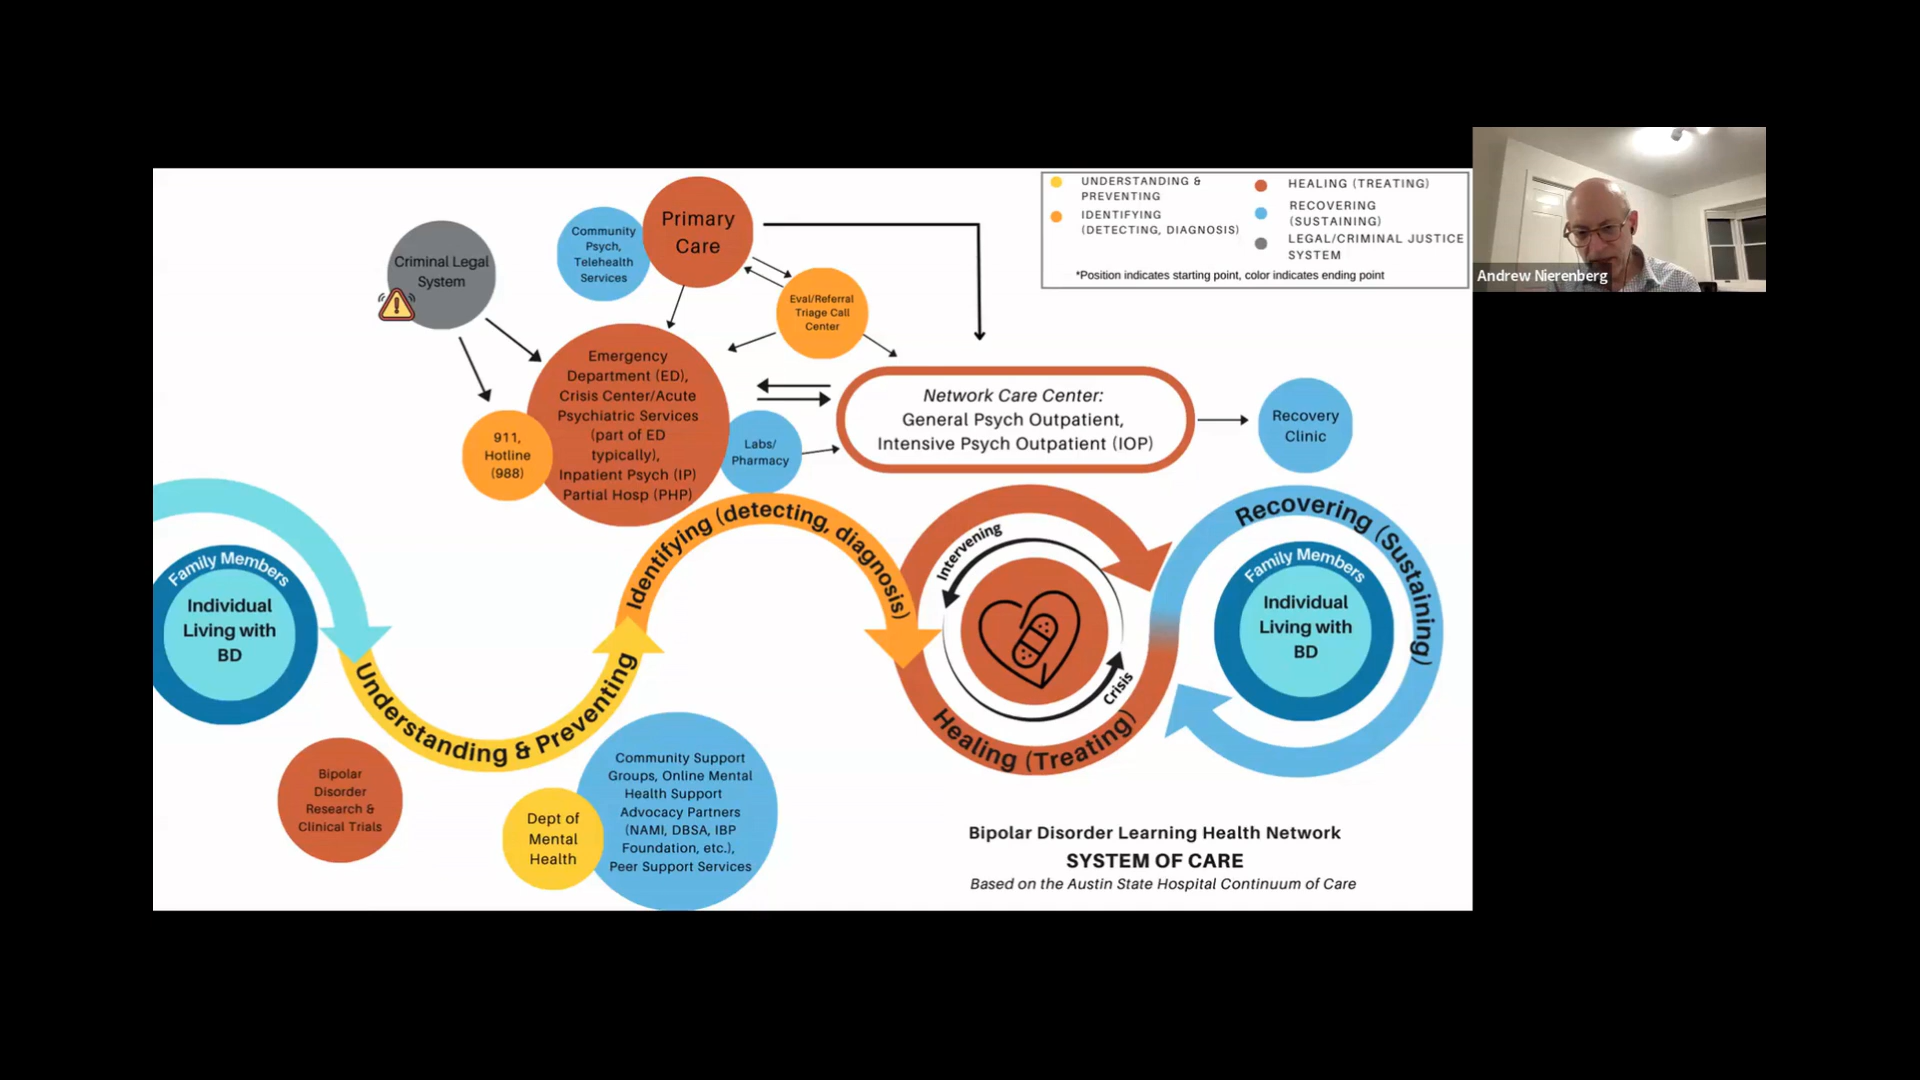 UNDERSTANDING &
PREVENTING
IDENTIFYING
(DETECTING, DIAGNOSIS)
HEALING (TREATING)
RECOVERING
(SUSTAINING)
LEGAL/CRIMINAL JUSTICE
SYSTEM
*Position indicates starting point, color indicates ending point
Andrew Nierenberg
Criminal Legal
System
Community
Psych,
Telehealth
Services
Primary
Care
Eval/Referral
Triage Call
Center
Emergency
Department (ED),
Crisis Center/Acute
Psychiatric Services
(part of ED
typically),
Inpatient Psych (IP)
Partial Hosp (PHP)
911,
Hotline
(988)
Labs/
Pharmacy
Network Care Center:
General Psych Outpatient,
Intensive Psych Outpatient (IOP)
Recovery
Clinic
Family Members
Individual
Living with
BD
Understanding & Preventing
Identifying (detecting, diagnosis)
Intervening
Crisis
Healing (Treating)
Recovering (Sustaining)
Family Members
Individual
Living with
BD
Bipolar
Disorder
Research &
Clinical Trials
Dept of
Mental
Health
Community Support
Groups, Online Mental
Health Support
Advocacy Partners
(NAMI, DBSA, IBP
Foundation, etc.),
Peer Support Services
Bipolar Disorder Learning Health Network
SYSTEM OF CARE
Based on the Austin State Hospital Continuum of Care